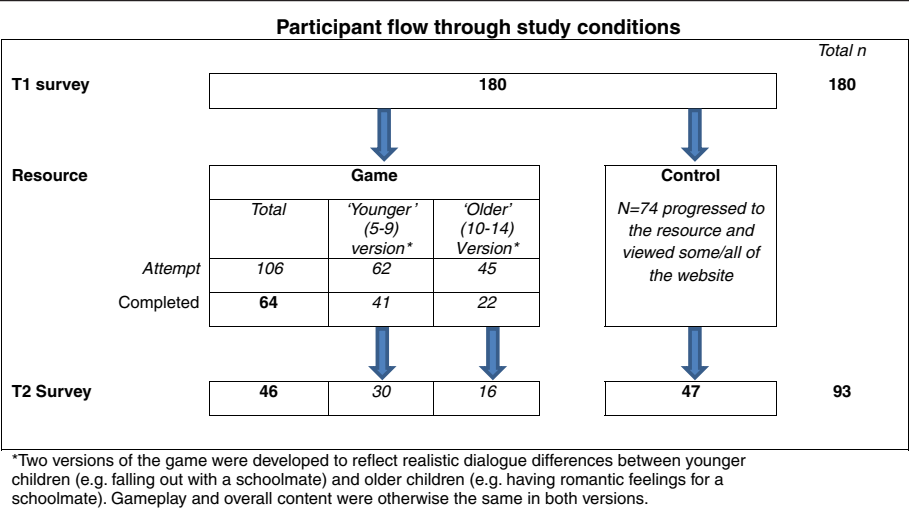 Participant flow through study conditions
Total n
T1 survey 180 180
Resource Game Control
Total ‘Younger’ ‘Older’ N=74 progressed to
(5-9) (10-14) the resource and
version* Version* viewed some/all of
Attempt 106 62 45 the website
Completed 64 41 22
T2 Survey 46 30 16 47 93
*Two versions of the game were developed to reflect realistic dialogue differences between younger
children (e.g. falling out with a schoolmate) and older children (e.g. having romantic feelings for a
schoolmate). Gameplay and overall content were otherwise the same in both versions.